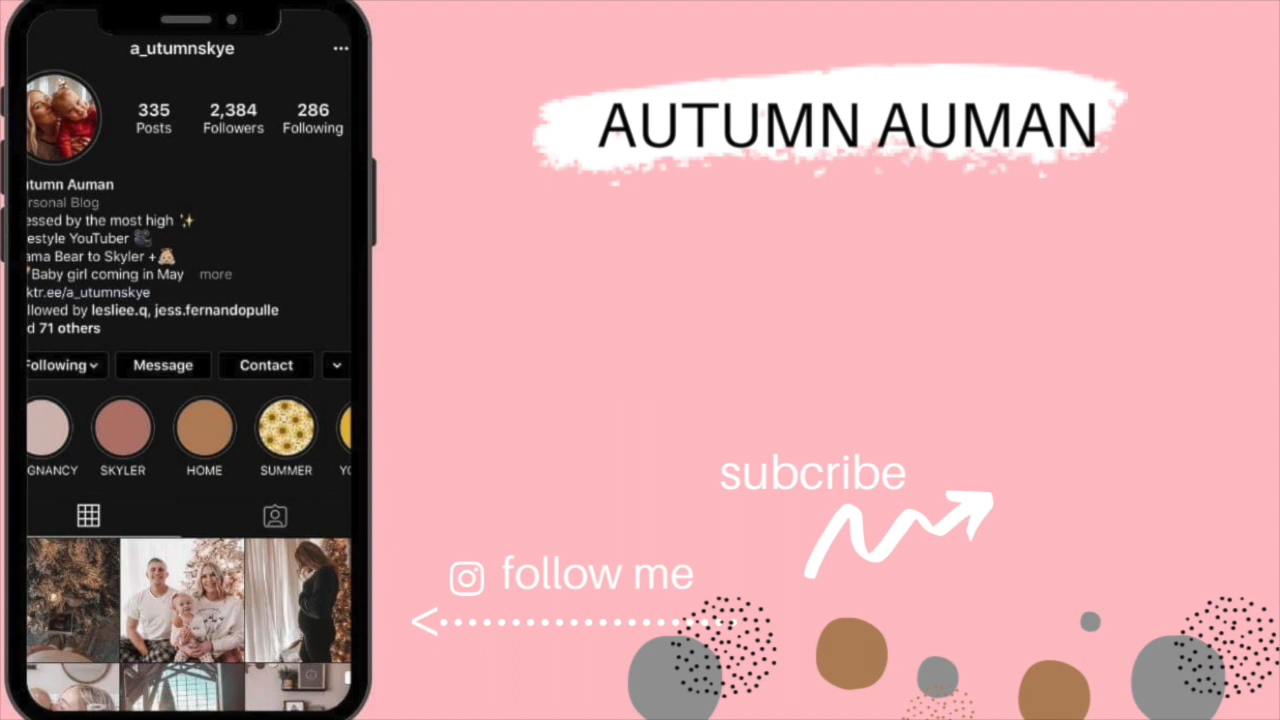 a_utumnskye
335 2,384 286
Posts Followers Following
utumn Auman
rsonal Blog
essed by the most high ✨
estyle YouTuber 🎥
ama Bear to Skyler +👶🏼
Baby girl coming in May more
ktr.ee/a_utumnskye
llowed by lesliee.q, jess.fernandopulle
d 71 others
Following Message Contact
GNANCY SKYLER HOME SUMMER YO
AUTUMN AUMAN
subcribe
follow me